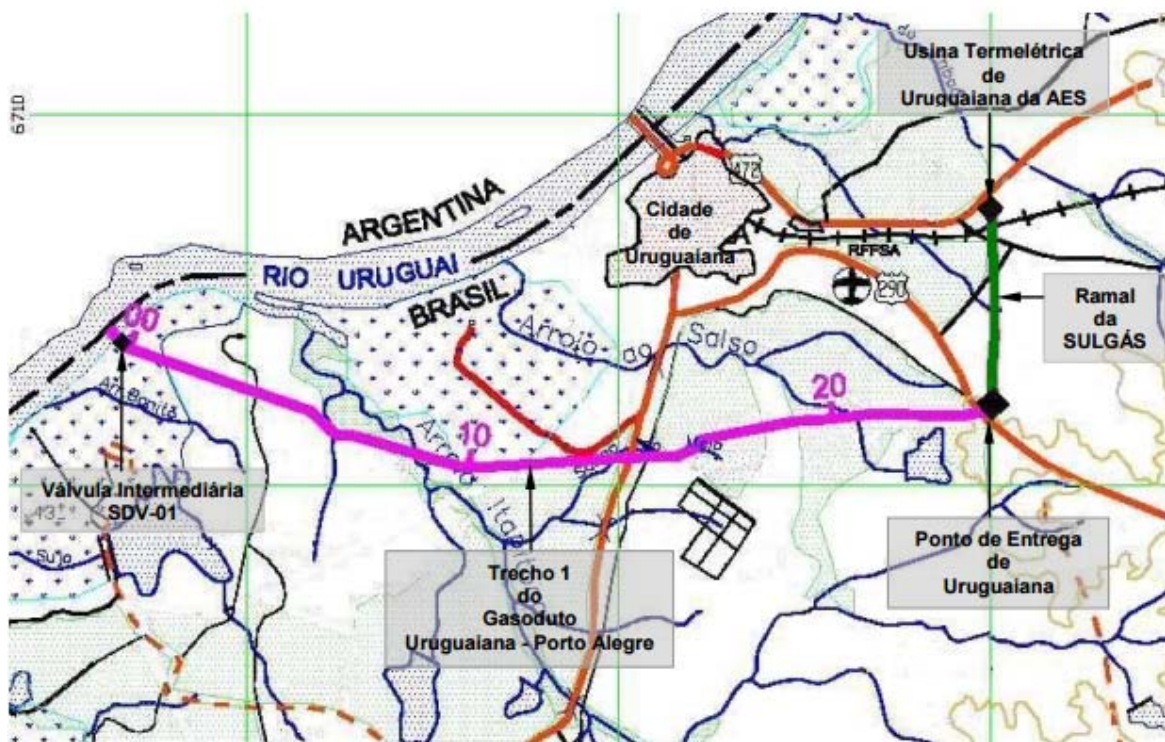 Usina Termelétrica
de
Uruguaiana da AES
6710
472
ARGENTINA
Cidade
de
Uruguaiana
RFFSA
RIO URUGUAI
BRASIL
290
Ramal
da
SULGÁS
00
Arroio ao Salso
20
10
Válvula Intermediária
SDV-01
Sujo
Trecho 1
do
Gasoduto
Uruguaiana - Porto Alegre
Ponto de Entrega
de
Uruguaiana